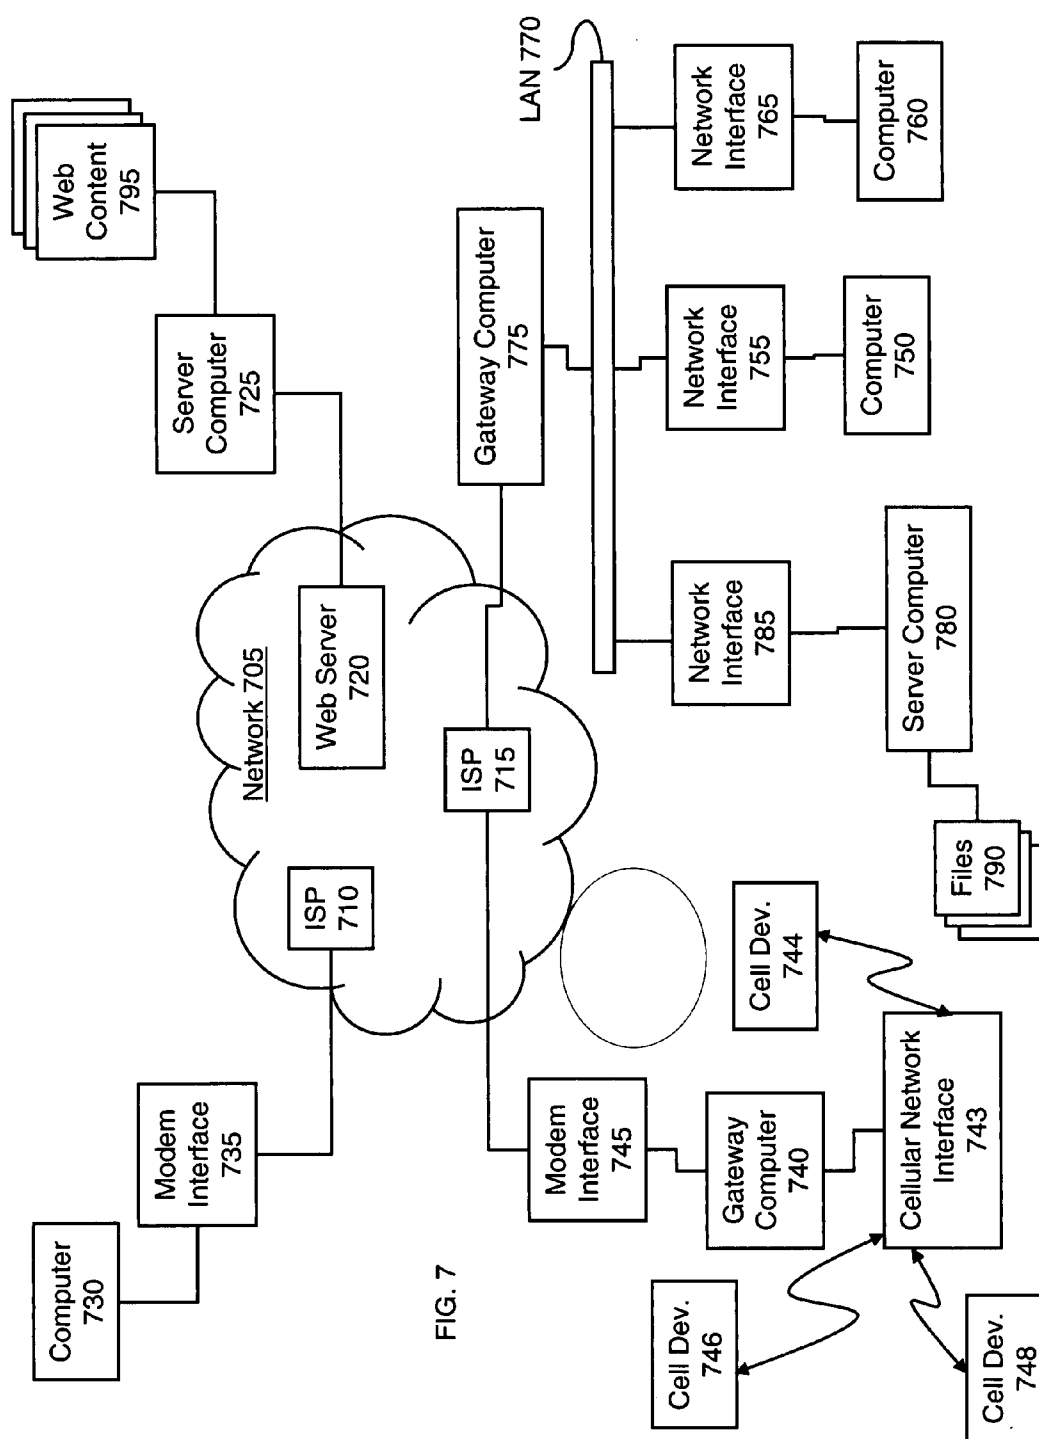 Computer
730
Modem
Interface
735
ISP
710
Network 705
Web Server
720
Server
Computer
725
Web
Content
795
FIG. 7
Modem
Interface
745
ISP
715
Gateway Computer
775
LAN 770
Cell Dev.
746
Gateway
Computer
740
Cell Dev.
744
Network
Interface
785
Network
Interface
755
Network
Interface
765
Cell Dev.
748
Cellular Network
Interface
743
Files
790
Server Computer
780
Computer
750
Computer
760